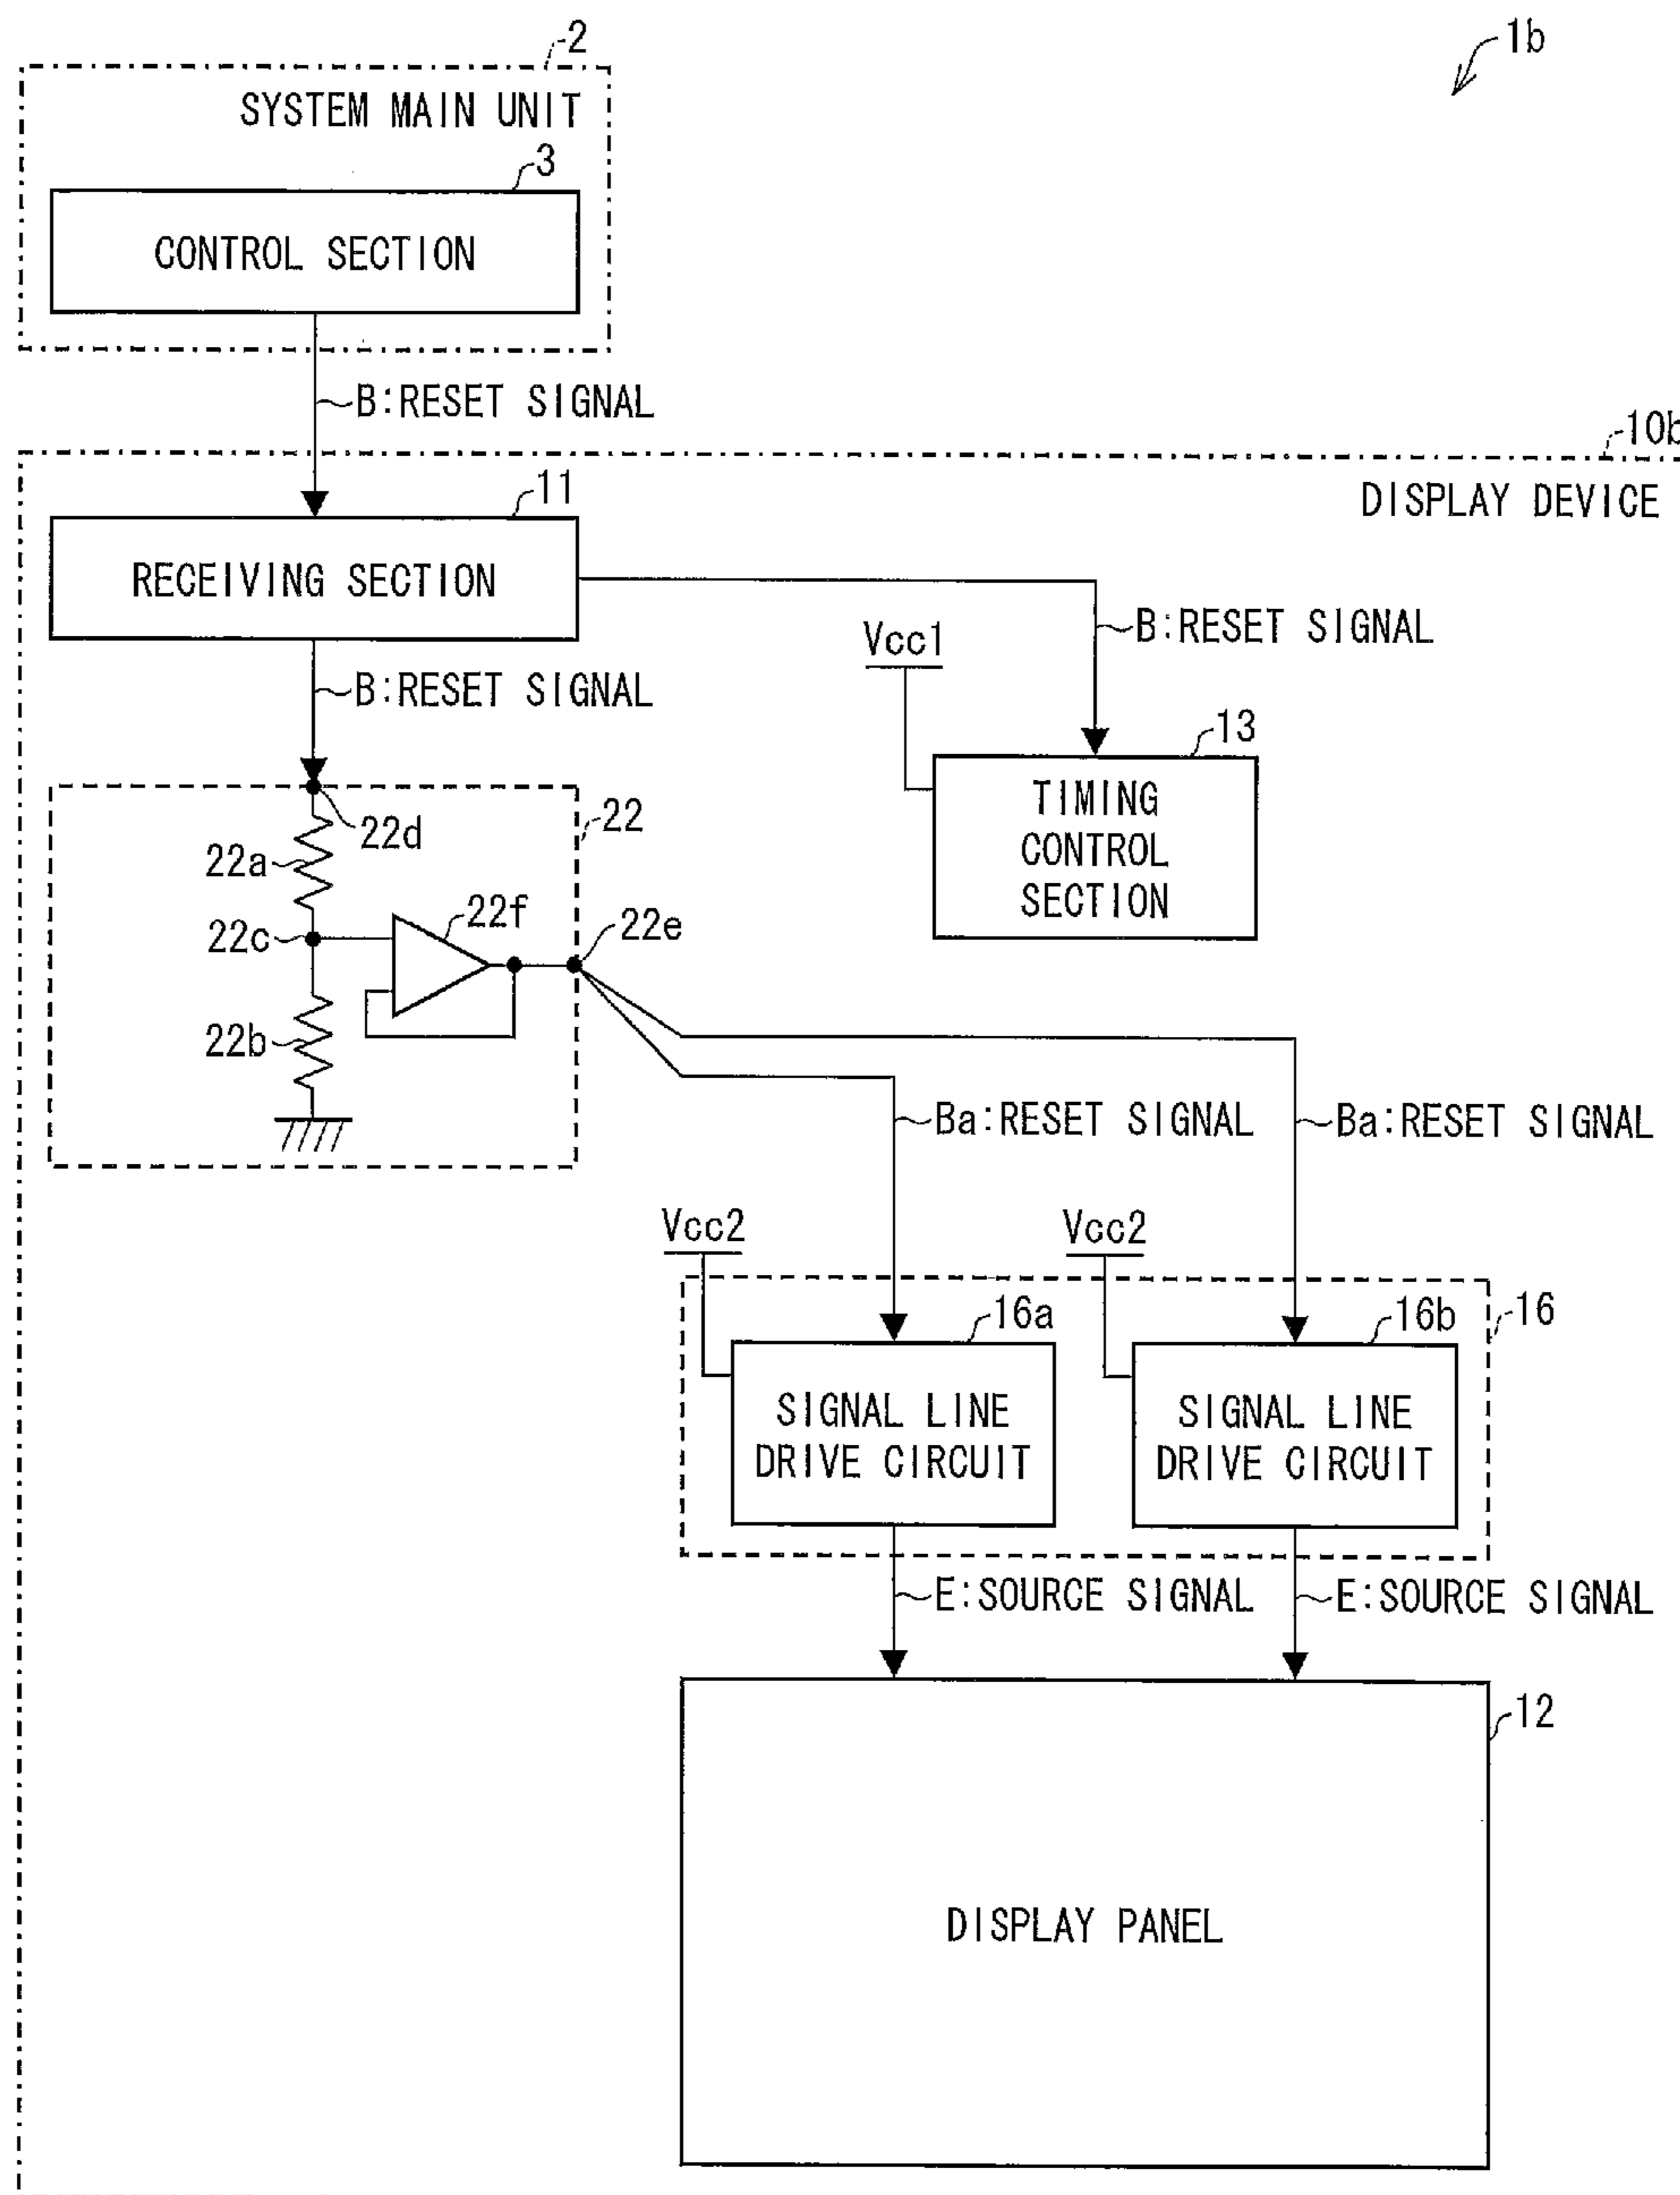 1b
2
SYSTEM MAIN UNIT
3
CONTROL SECTION
B:RESET SIGNAL
10b
DISPLAY DEVICE
11
RECEIVING SECTION
B:RESET SIGNAL
Vcc1
B:RESET SIGNAL
13
TIMING
CONTROL
SECTION
22d
22
22a
22c
22f
22e
22b
Ba:RESET SIGNAL
Ba:RESET SIGNAL
Vcc2
Vcc2
16a
16b
16
SIGNAL LINE
DRIVE CIRCUIT
SIGNAL LINE
DRIVE CIRCUIT
E:SOURCE SIGNAL
E:SOURCE SIGNAL
12
DISPLAY PANEL